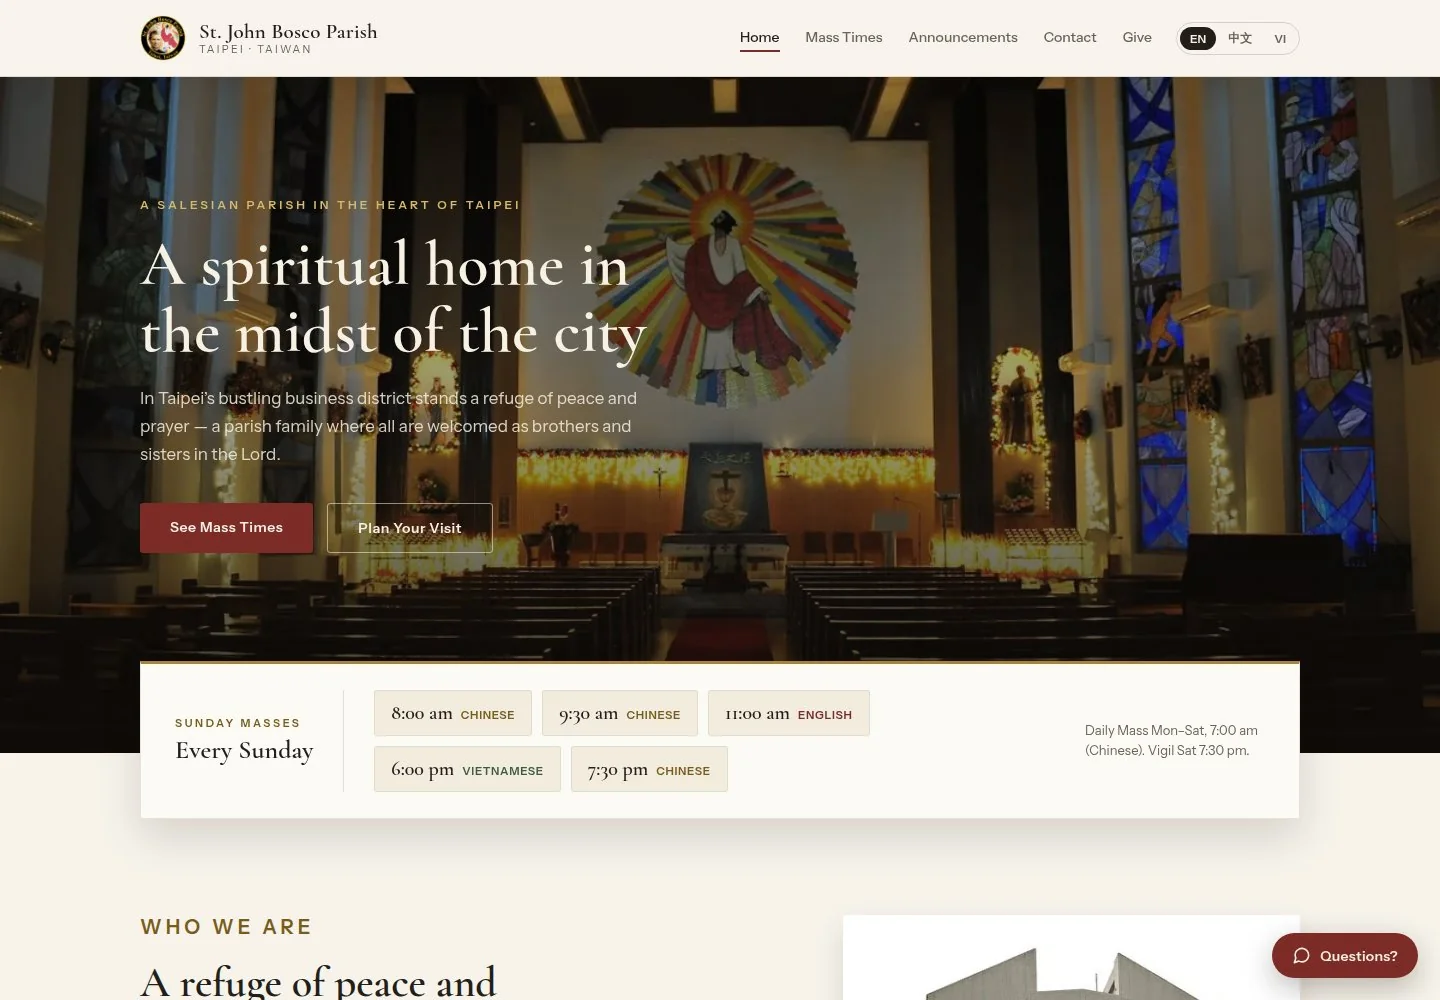 St. John Bosco Parish
TAIPEI · TAIWAN
Home
Mass Times
Announcements
Contact
Give
EN
中文
VI
A SALESIAN PARISH IN THE HEART OF TAIPEI
A spiritual home in
the midst of the city
In Taipei's bustling business district stands a refuge of peace and
prayer — a parish family where all are welcomed as brothers and
sisters in the Lord.
See Mass Times
Plan Your Visit
SUNDAY MASSES
Every Sunday
8:00 am CHINESE
9:30 am CHINESE
11:00 am ENGLISH
6:00 pm VIETNAMESE
7:30 pm CHINESE
Daily Mass Mon–Sat, 7:00 am
(Chinese). Vigil Sat 7:30 pm.
WHO WE ARE
A refuge of peace and
Questions?